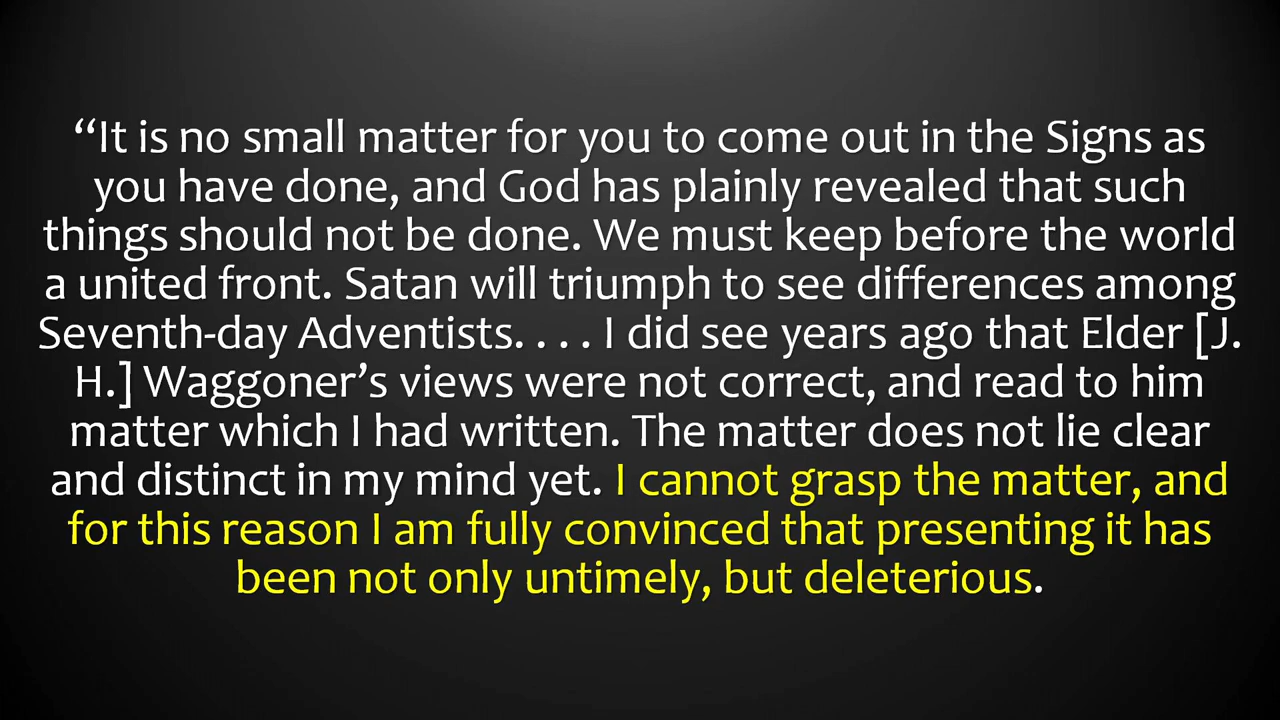 “It is no small matter for you to come out in the Signs as
you have done, and God has plainly revealed that such
things should not be done. We must keep before the world
a united front. Satan will triumph to see differences among
Seventh-day Adventists. . . . I did see years ago that Elder [J.
H.] Waggoner’s views were not correct, and read to him
matter which I had written. The matter does not lie clear
and distinct in my mind yet. I cannot grasp the matter, and
for this reason I am fully convinced that presenting it has
been not only untimely, but deleterious.